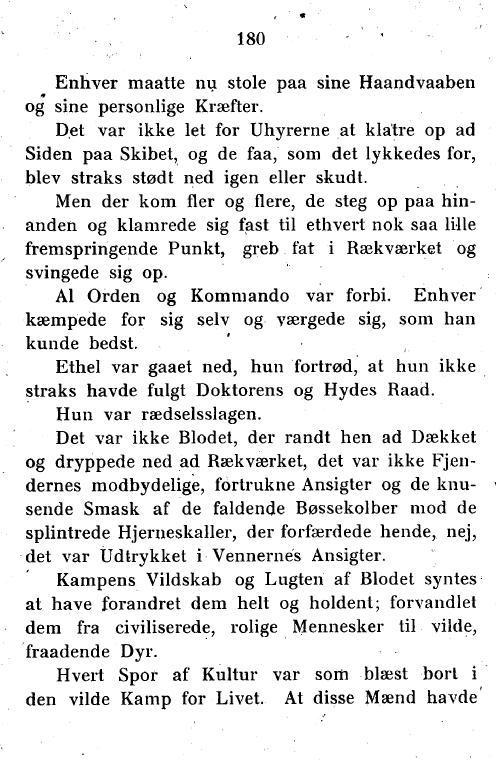 180
Enhver maatte nu stole paa sine Haandvaaben
og sine personlige Kræfter.
Det var ikke let for Uhyrerne at klatre op ad
Siden paa Skibet, og de faa, som det lykkedes for,
blev straks stødt ned igen eller skudt.
Men der kom fler og flere, de steg op paa hin-
anden og klamrede sig fast til ethvert nok saa lille
fremspringende Punkt, greb fat i Rækværket og
svingede sig op.
Al Orden og Kommando var forbi. Enhver
kæmpede for sig selv og værgede sig, som han
kunde bedst.
Ethel var gaaet ned, hun fortrød, at hun ikke
straks havde fulgt Doktorens og Hydes Raad.
Hun var rædselsslagen.
Det var ikke Blodet, der randt hen ad Dækket
og dryppede ned ad Rækværket, det var ikke Fjen-
dernes modbydelige, fortrukne Ansigter og de knu-
sende Smask af de faldende Bøssekolber mod de
splintrede Hjerneskaller, der forfærdede hende, nej,
det var Udtrykket i Vennernes Ansigter.
Kampens Vildskab og Lugten af Blodet syntes
at have forandret dem helt og holdent; forvandlet
dem fra civiliserede, rolige Mennesker til vilde,
fraadende Dyr.
Hvert Spor af Kultur var som blæst bort i
den vilde Kamp for Livet. At disse Mænd havde